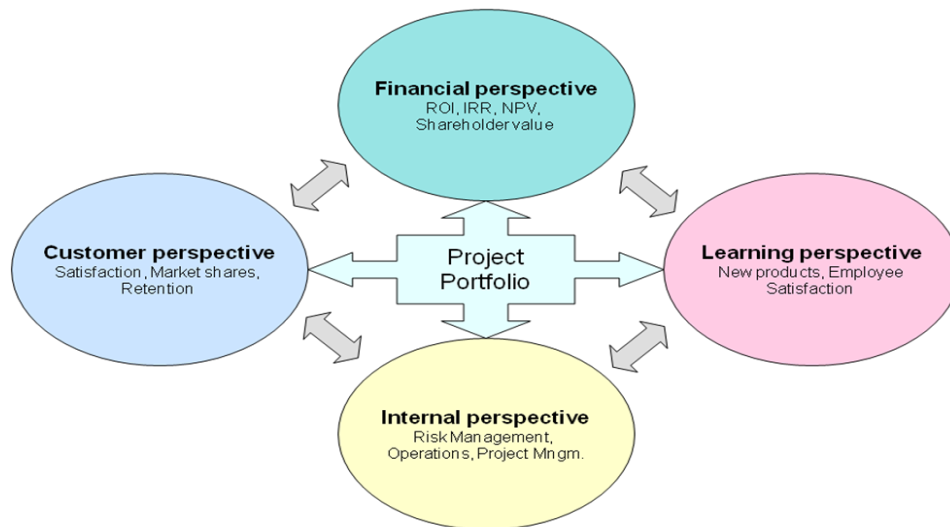 Financial perspective
ROI, IRR, NPV,
Shareholder value
Customer perspective
Satisfaction, Market shares,
Retention
Project
Portfolio
Learning perspective
New products, Employee
Satisfaction
Internal perspective
Risk Management,
Operations, Project Mngm.